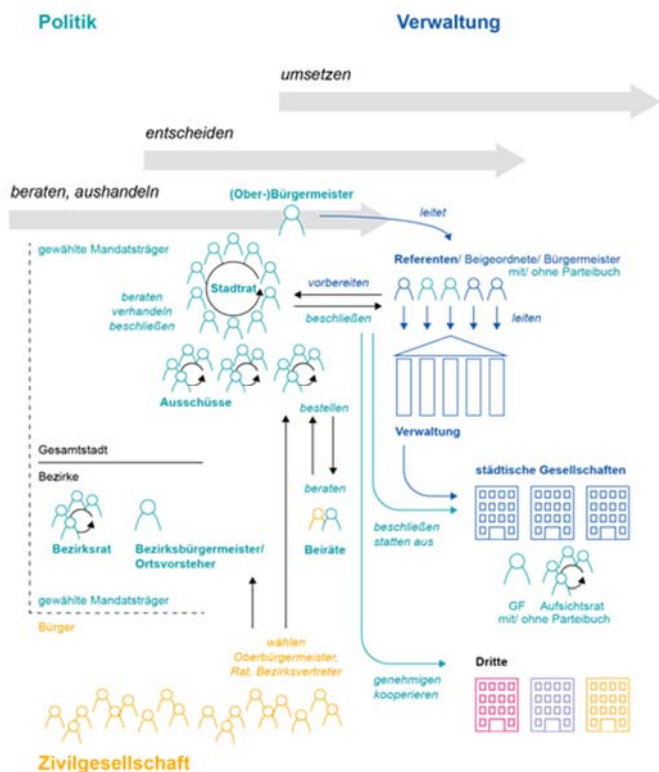 Politik
Verwaltung
umsetzen
entscheiden
beraten, aushandeln
(Ober-)Bürgermeister
leitet
gewählte Mandatsträger
Referenten/ Beigeordnete/ Bürgermeister
mit/ ohne Parteibuch
Stadtrat
vorbereiten
beraten
verhandeln
beschließen
beschließen
leiten
Ausschüsse
bestellen
Verwaltung
Gesamtstadt
Bezirke
städtische Gesellschaften
beraten
beschließen
statten aus
Bezirksrat
Bezirksbürgermeister/
Ortsvorsteher
Beiräte
GF
Aufsichtsrat
mit/ ohne Parteibuch
gewählte Mandatsträger
Bürger
wählen
Oberbürgermeister,
Rat, Bezirksvertreter
Dritte
genehmigen
kooperieren
Zivilgesellschaft